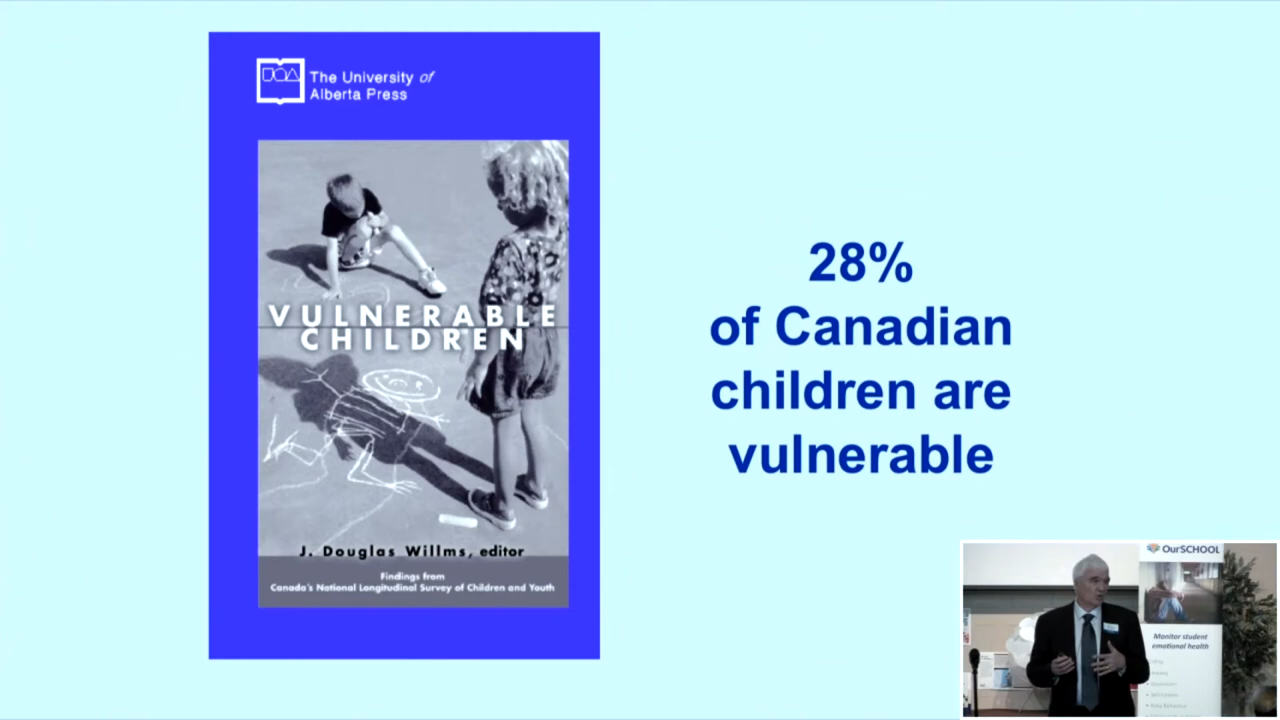 The University of
Alberta Press
VULNERABLE
CHILDREN
J. Douglas Willms, editor
Findings from
Canada's National Longitudinal Survey of Children and Youth
28%
of Canadian
children are
vulnerable
OurSCHOOL
Monitor student
emotional health